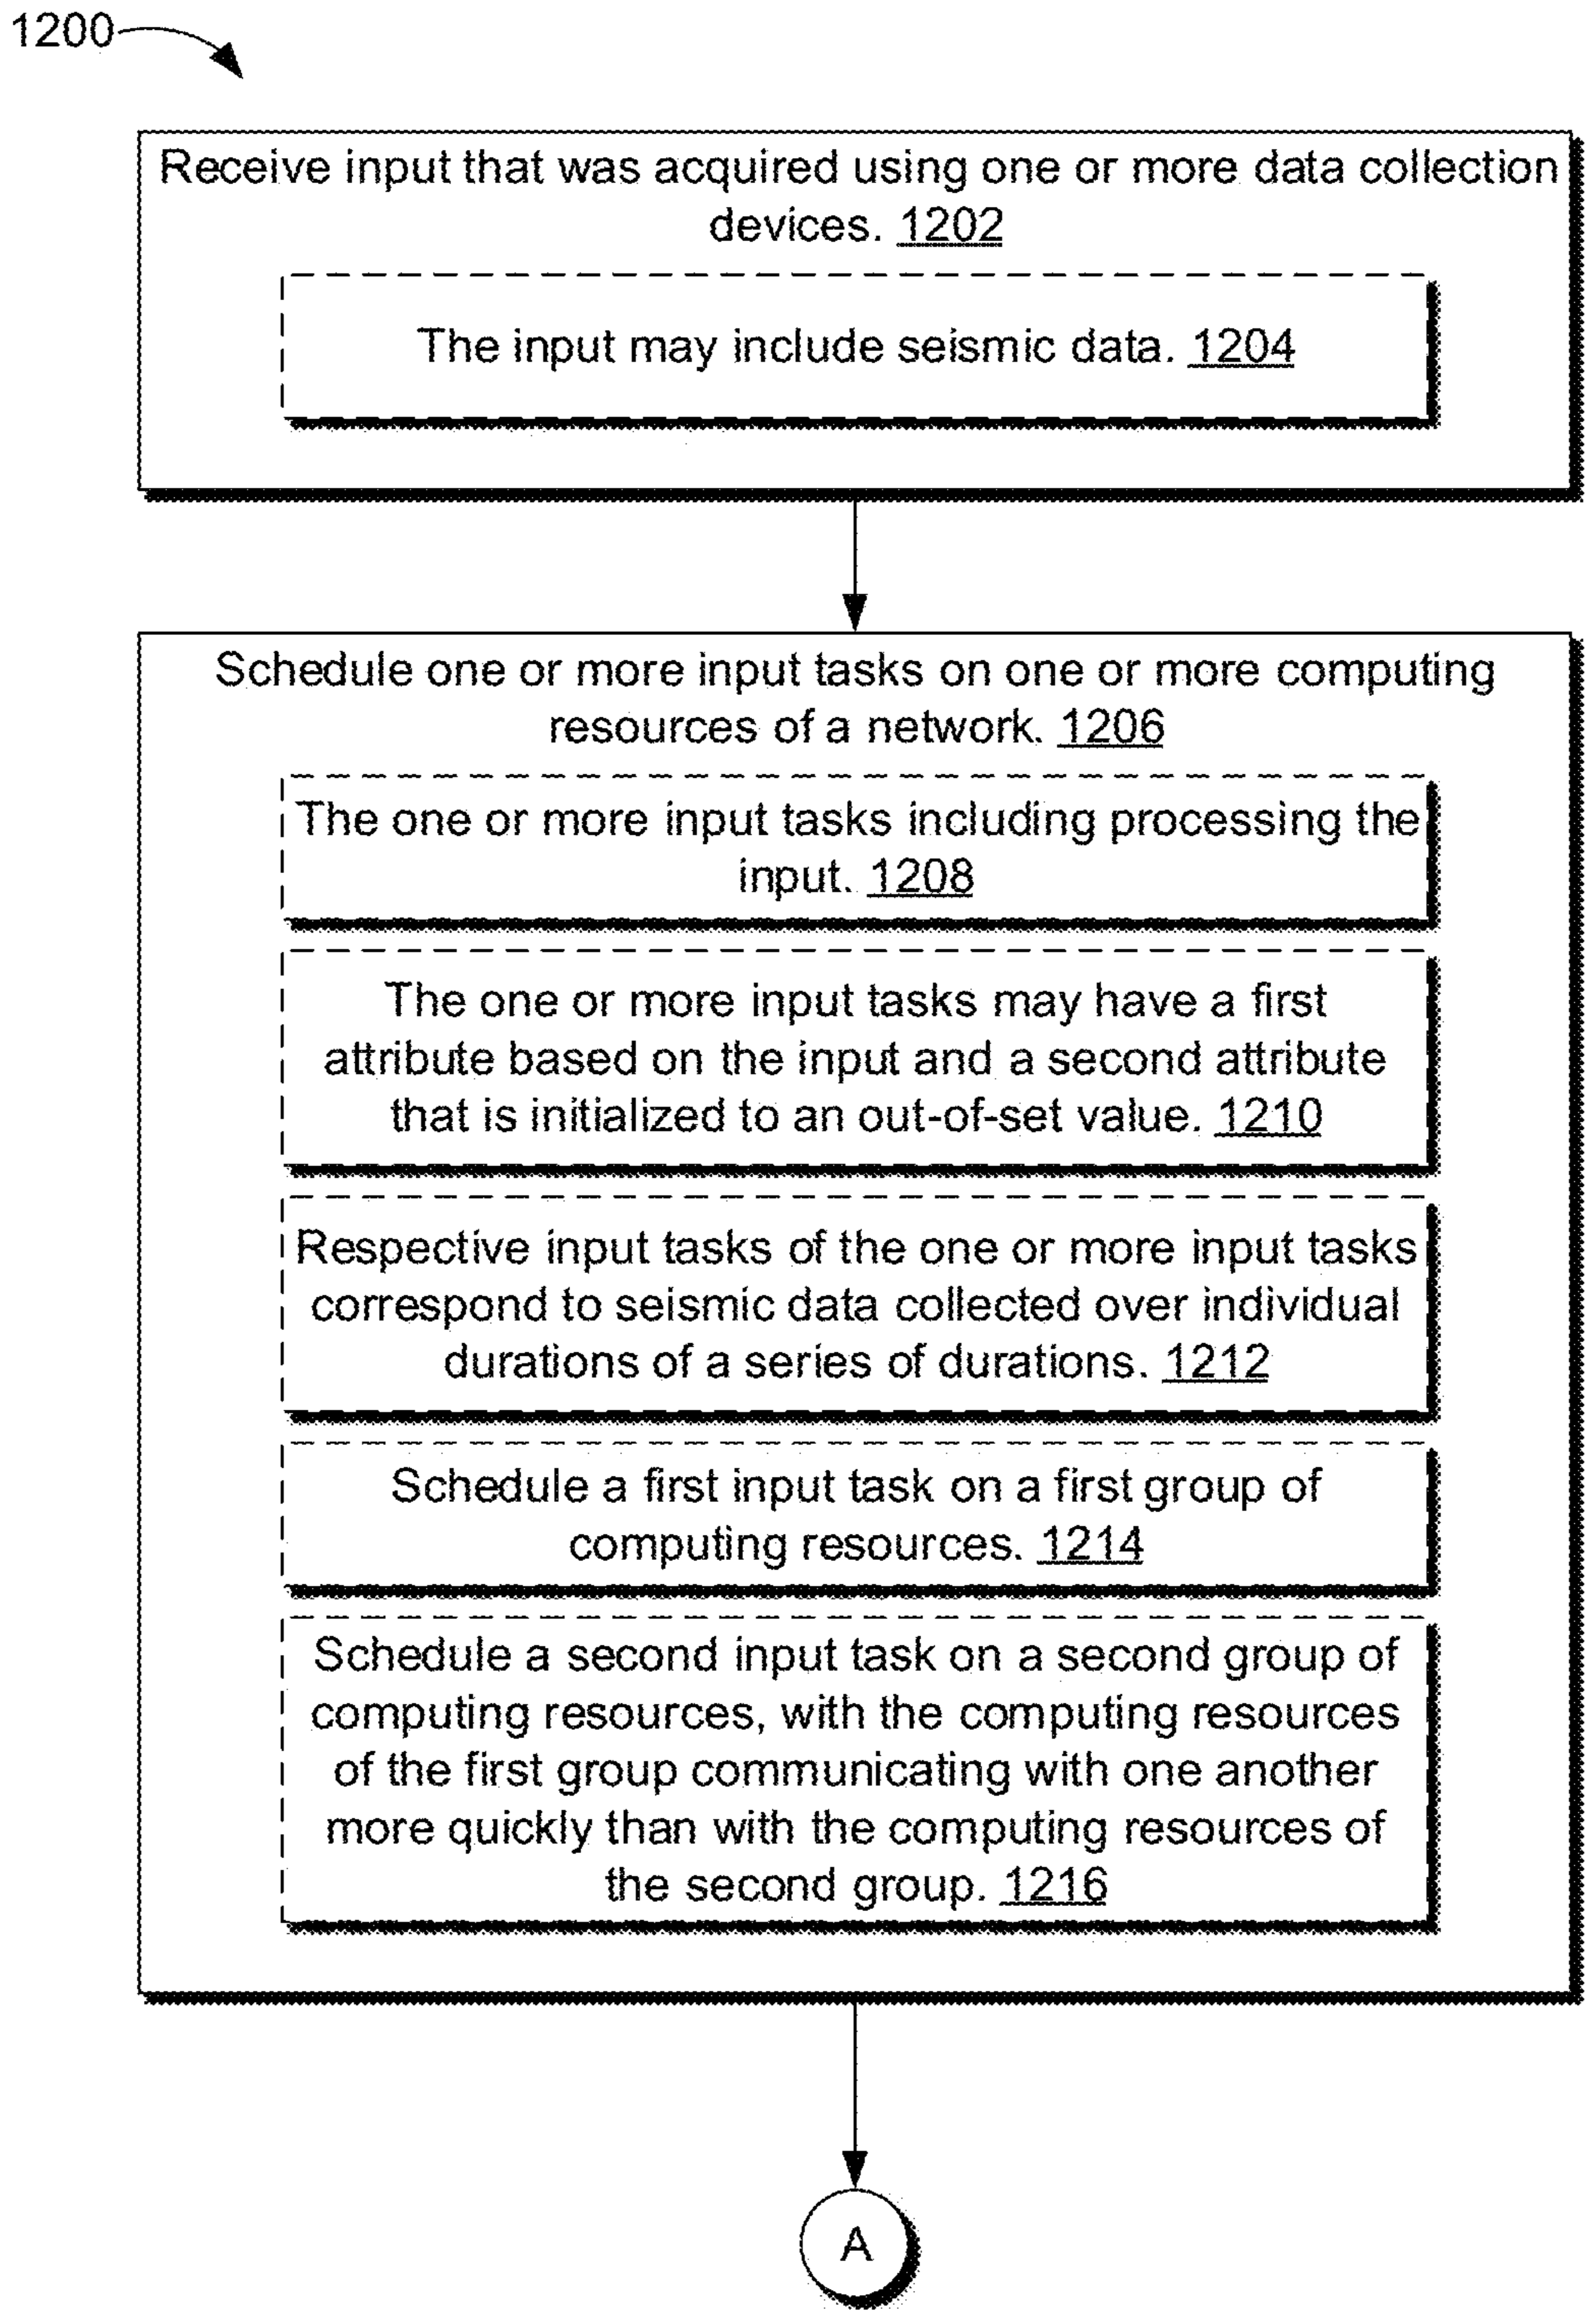 1200
Receive input that was acquired using one or more data collection
devices. 1202
The input may include seismic data. 1204
Schedule one or more input tasks on one or more computing
resources of a network. 1206
The one or more input tasks including processing the
input. 1208
The one or more input tasks may have a first
attribute based on the input and a second attribute
that is initialized to an out-of-set value. 1210
Respective input tasks of the one or more input tasks
correspond to seismic data collected over individual
durations of a series of durations. 1212
Schedule a first input task on a first group of
computing resources. 1214
Schedule a second input task on a second group of
computing resources, with the computing resources
of the first group communicating with one another
more quickly than with the computing resources of
the second group. 1216
A